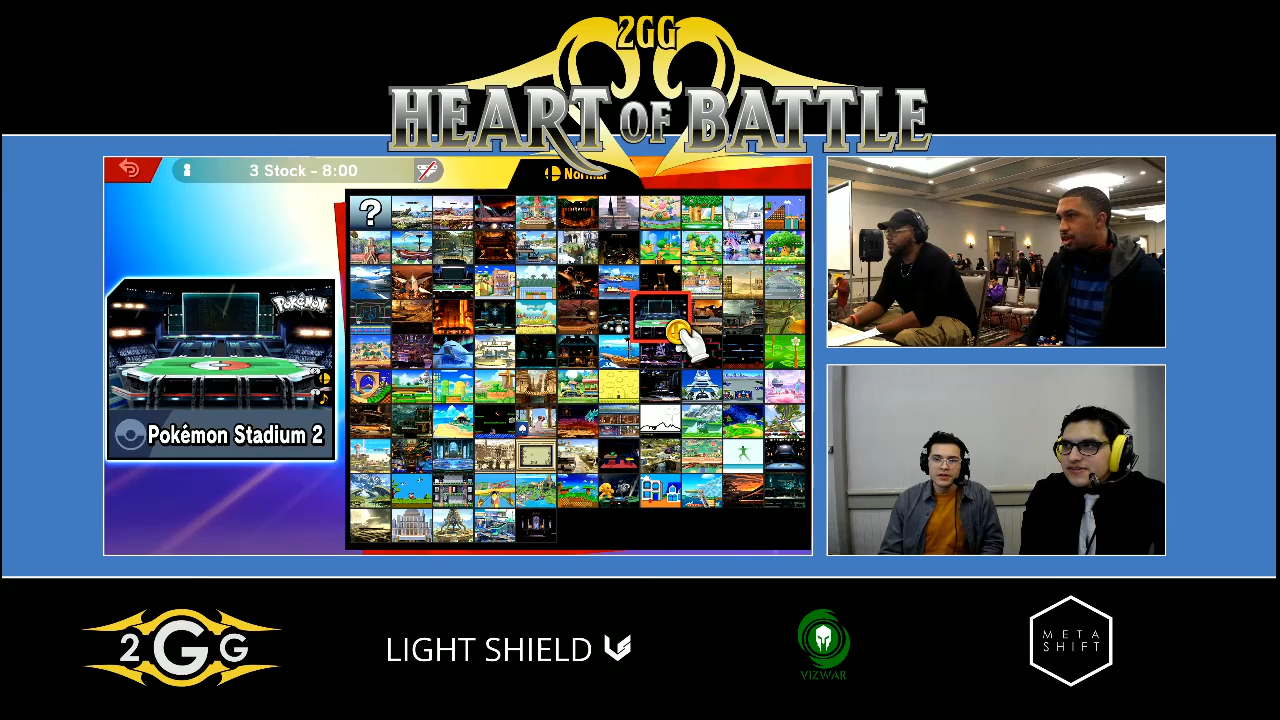 2GG
HEART OF BATTLE
3 Stock - 8:00
Normal
?
POKéMON
Pokémon Stadium 2
2GG
LIGHT SHIELD
VIZWAR
META
SHIFT